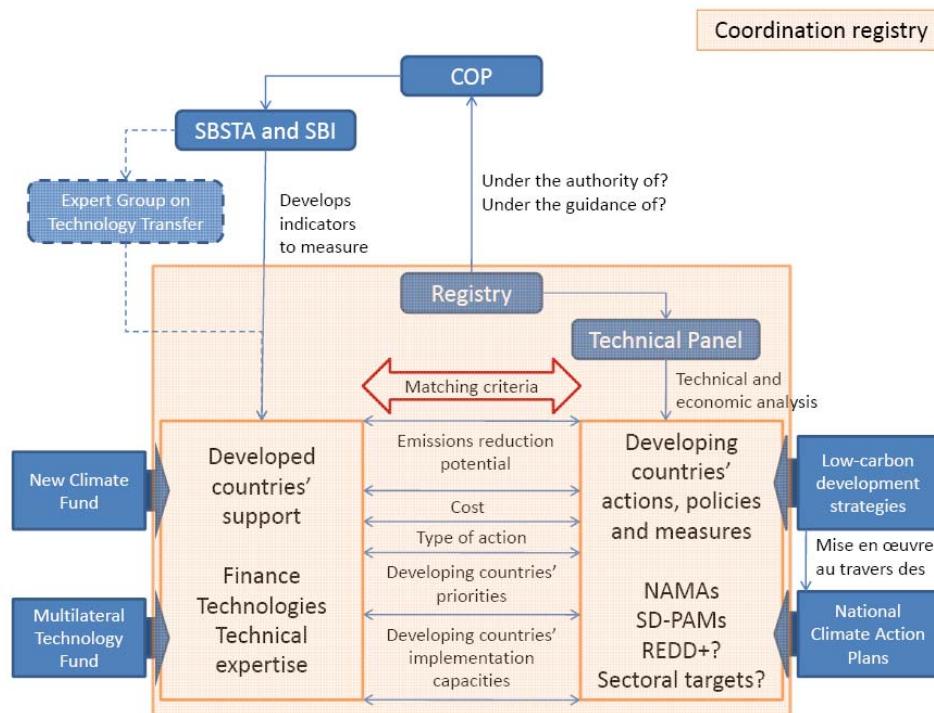 Coordination registry
COP
SBSTA and SBI
Expert Group on
Technology Transfer
Develops
indicators
to measure
Under the authority of?
Under the guidance of?
Registry
Technical Panel
Matching criteria
Technical and
economic analysis
New Climate
Fund
Multilateral
Technology
Fund
Developed
countries’
support
Finance
Technologies
Technical
expertise
Emissions reduction
potential
Cost
Type of action
Developing countries’
priorities
Developing countries’
implementation
capacities
Developing
countries’
actions, policies
and measures
NAMAs
SD-PAMs
REDD+?
Sectoral targets?
Low-carbon
development
strategies
Mise en œuvre
au travers des
National
Climate Action
Plans